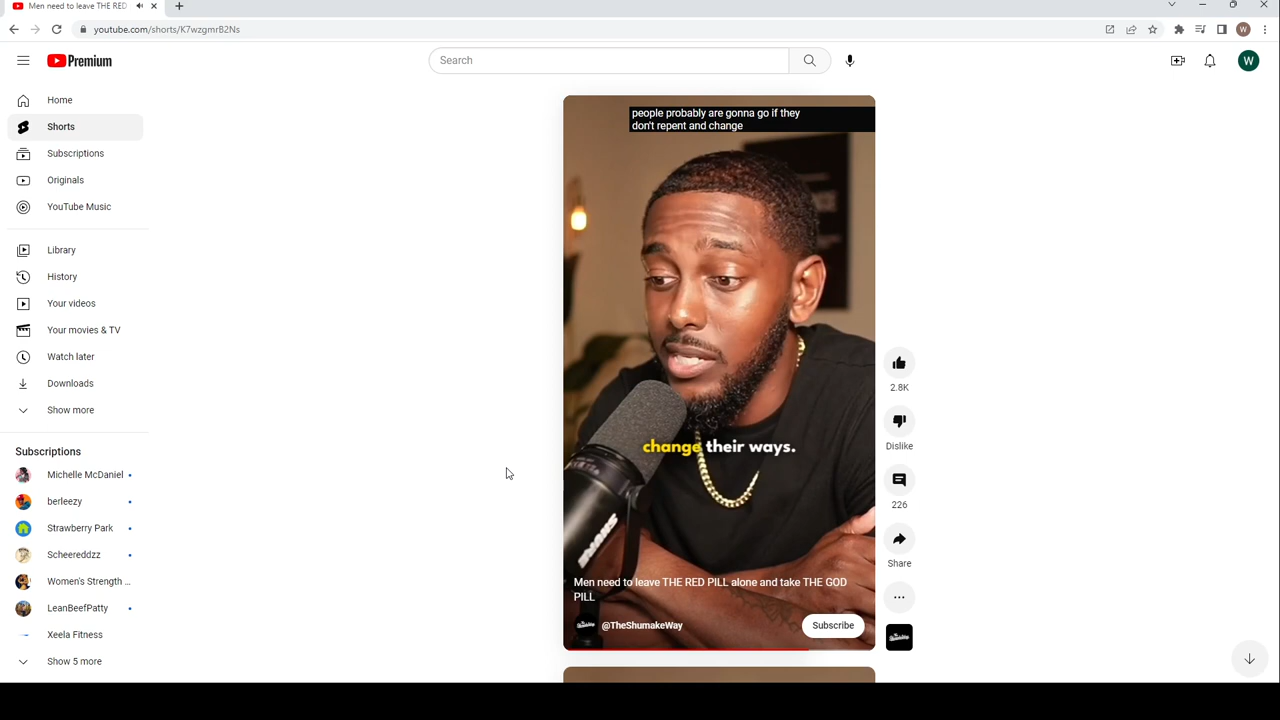 Men need to leave THE RED
youtube.com/shorts/K7wzgmrB2Ns
W
Premium
Search
W
Home
Shorts
Subscriptions
Originals
YouTube Music
Library
History
Your videos
Your movies & TV
Watch later
Downloads
Show more
Subscriptions
Michelle McDaniel
berleezy
Strawberry Park
Scheereddzz
Women's Strength ...
LeanBeefPatty
Xeela Fitness
Show 5 more
people probably are gonna go if they
don't repent and change
change their ways.
Men need to leave THE RED PILL alone and take THE GOD
PILL
@TheShumakeWay
Subscribe
2.8K
Dislike
226
Share